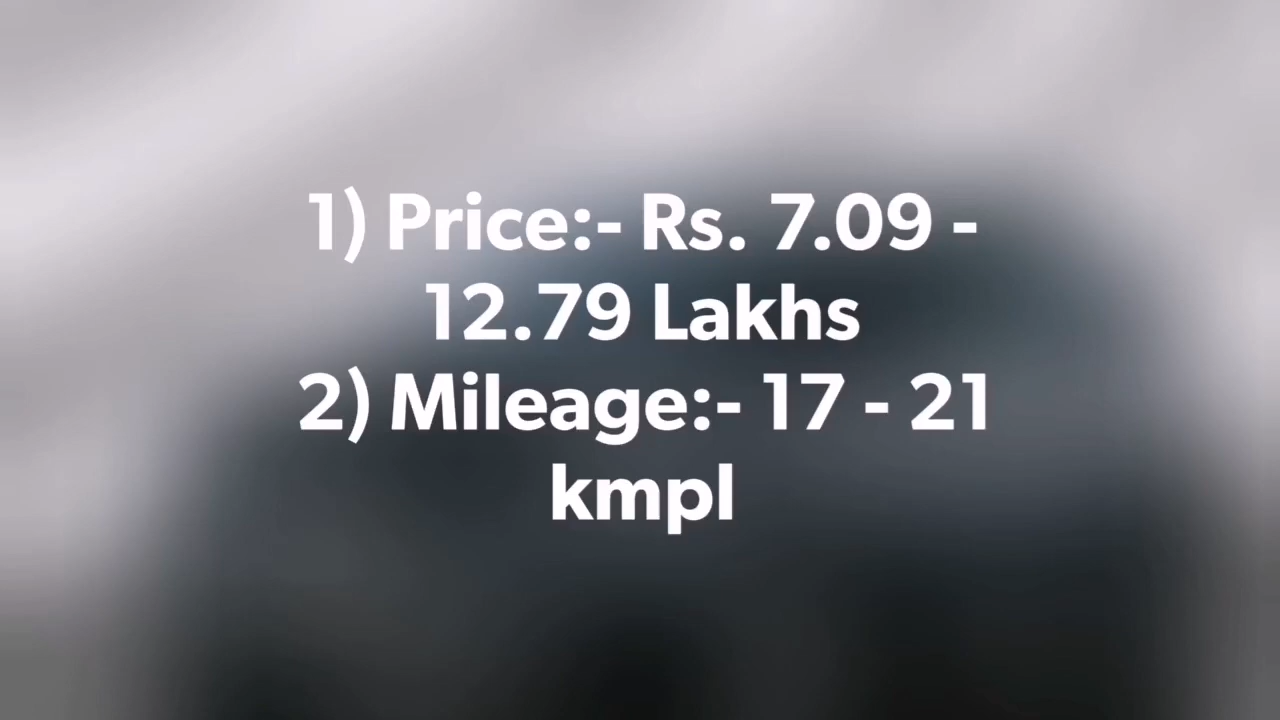 1) Price:- Rs. 7.09 -
12.79 Lakhs
2) Mileage:- 17 - 21
kmpl